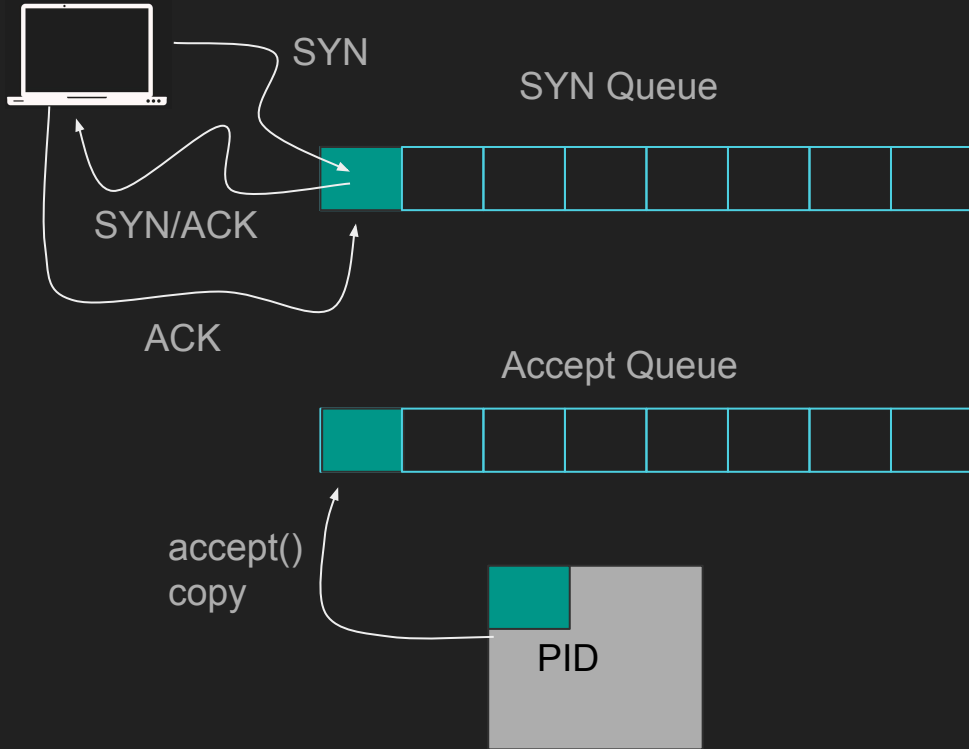 SYN
SYN Queue
SYN/ACK
ACK
Accept Queue
accept()
copy
PID